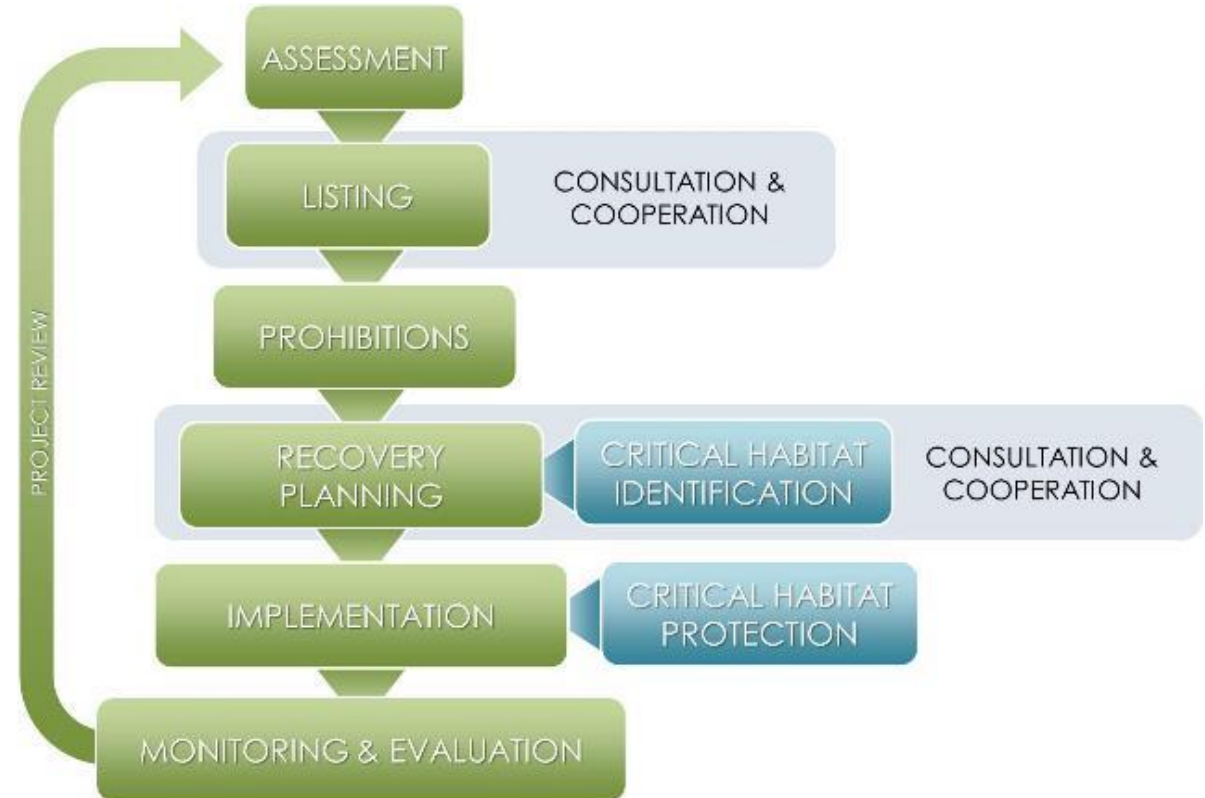 ASSESSMENT
LISTING
CONSULTATION &
COOPERATION
PROHIBITIONS
RECOVERY
PLANNING
CRITICAL HABITAT
IDENTIFICATION
CONSULTATION &
COOPERATION
IMPLEMENTATION
CRITICAL HABITAT
PROTECTION
MONITORING & EVALUATION
PROJECT REVIEW